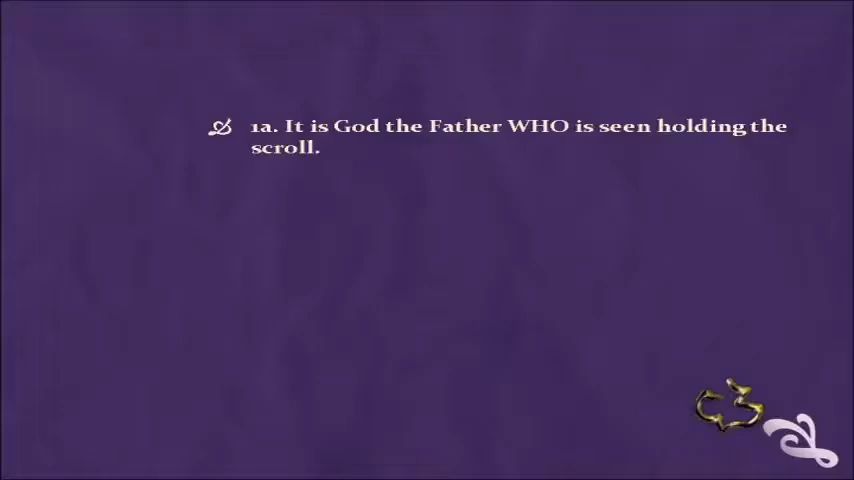 1a. It is God the Father WHO is seen holding the
scroll.